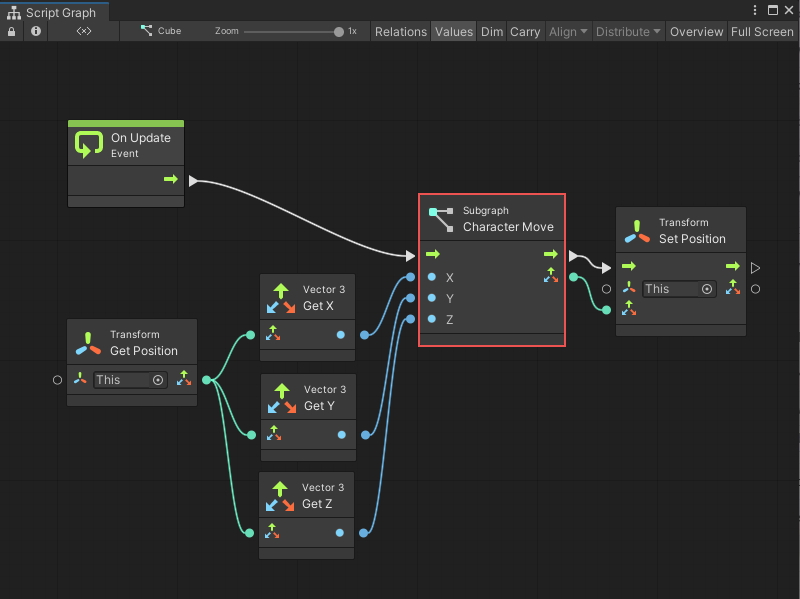 Script Graph
<×> Cube Zoom 1x Relations Values Dim Carry Align Distribute Overview Full Screen
On Update
Event
Subgraph
Character Move
X
Y
Z
Transform
Set Position
This
Vector 3
Get X
Transform
Get Position
This
Vector 3
Get Y
Vector 3
Get Z